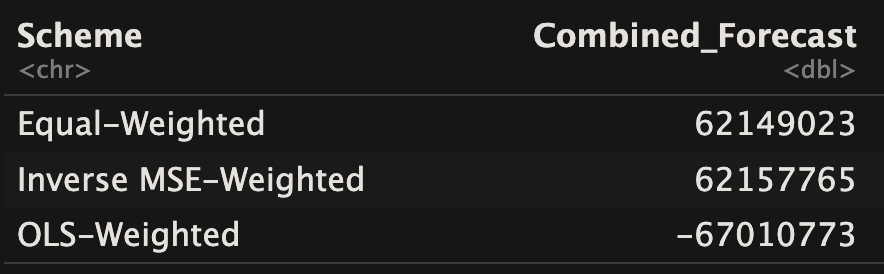 Scheme Combined_Forecast
<chr> <dbl>
Equal-Weighted 62149023
Inverse MSE-Weighted 62157765
OLS-Weighted -67010773